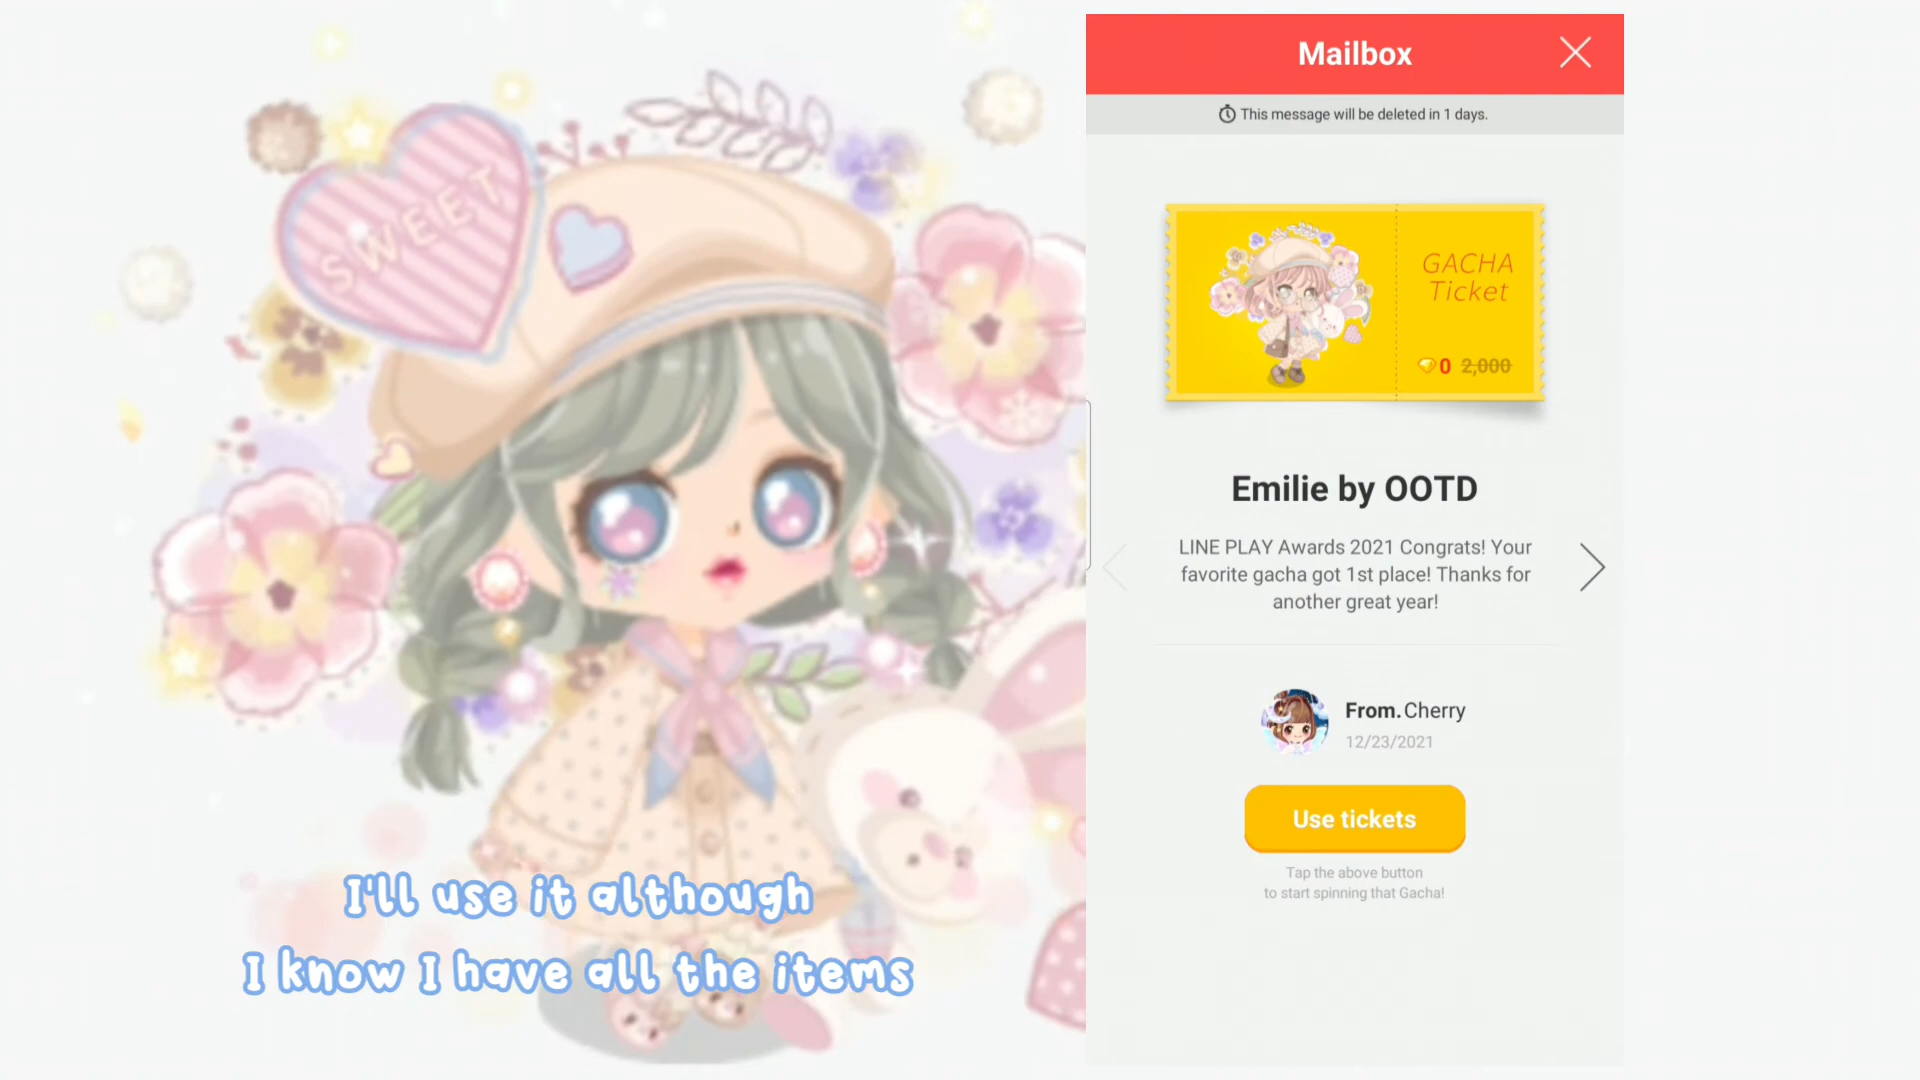 SWEET
I'll use it although
I know I have all the items
Mailbox
This message will be deleted in 1 days.
GACHA
Ticket
0 2,000
Emilie by OOTD
LINE PLAY Awards 2021 Congrats! Your
favorite gacha got 1st place! Thanks for
another great year!
From. Cherry
12/23/2021
Use tickets
Tap the above button
to start spinning that Gacha!